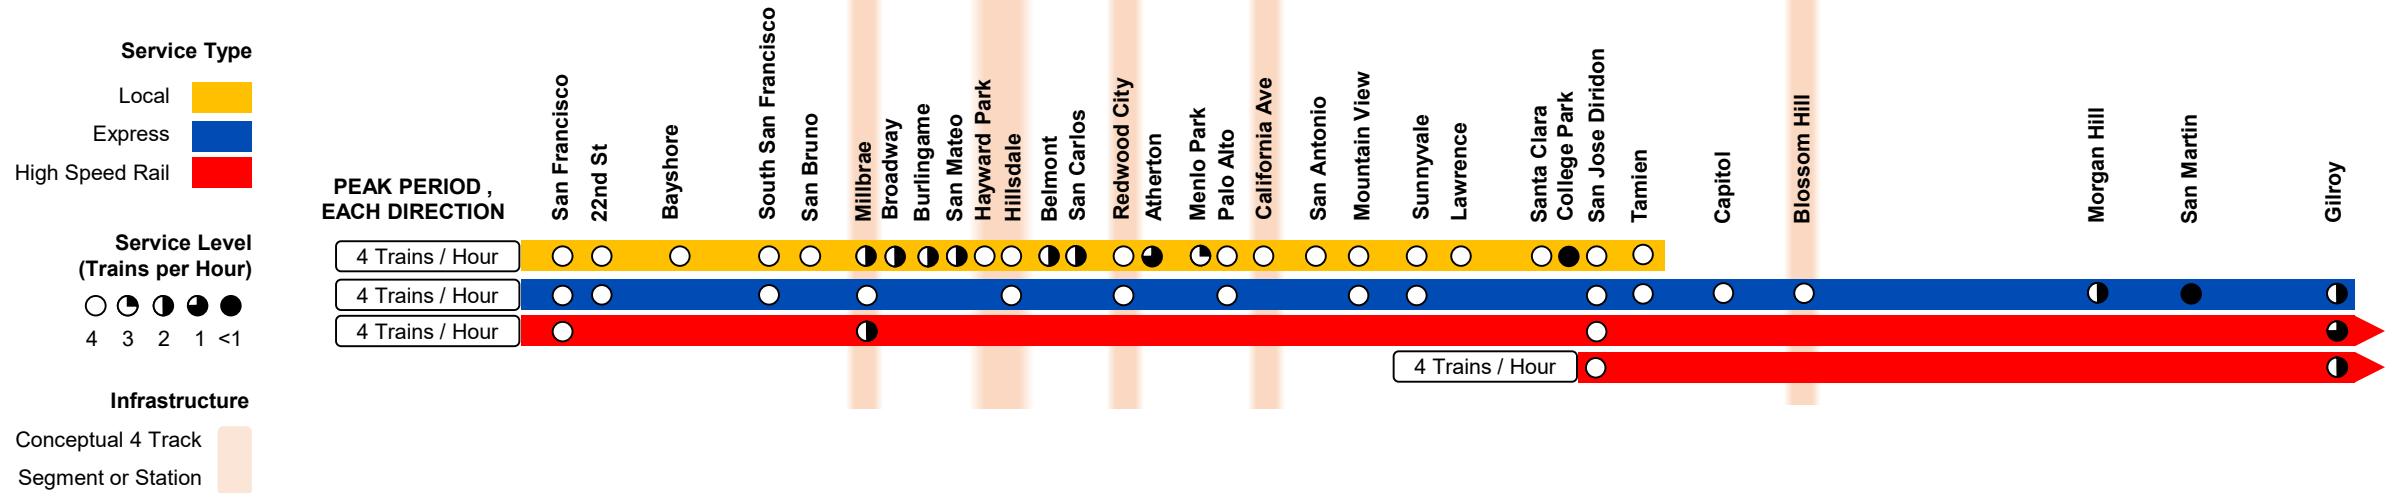 Service Type
Local
Express
High Speed Rail
Service Level
(Trains per Hour)
4 3 2 1 <1
Infrastructure
Conceptual 4 Track
Segment or Station
PEAK PERIOD ,
EACH DIRECTION
San Francisco
22nd St
Bayshore
South San Francisco
San Bruno
Millbrae
Broadway
Burlingame
San Mateo
Hayward Park
Hillsdale
Belmont
San Carlos
Redwood City
Atherton
Menlo Park
Palo Alto
California Ave
San Antonio
Mountain View
Sunnyvale
Lawrence
Santa Clara
College Park
San Jose Diridon
Tamien
Capitol
Blossom Hill
Morgan Hill
San Martin
Gilroy
4 Trains / Hour
4 Trains / Hour
4 Trains / Hour
4 Trains / Hour